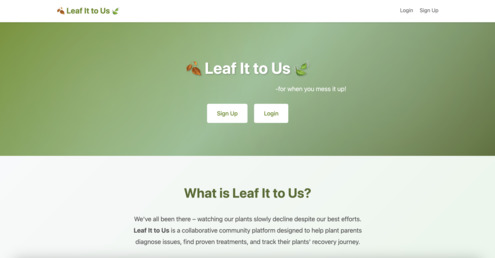 Leaf It to Us
Login Sign Up
Leaf It to Us
-for when you mess it up!
Sign Up Login
What is Leaf It to Us?
We've all been there – watching our plants slowly decline despite our best efforts.
Leaf It to Us is a collaborative community platform designed to help plant parents
diagnose issues, find proven treatments, and track their plants' recovery journey.